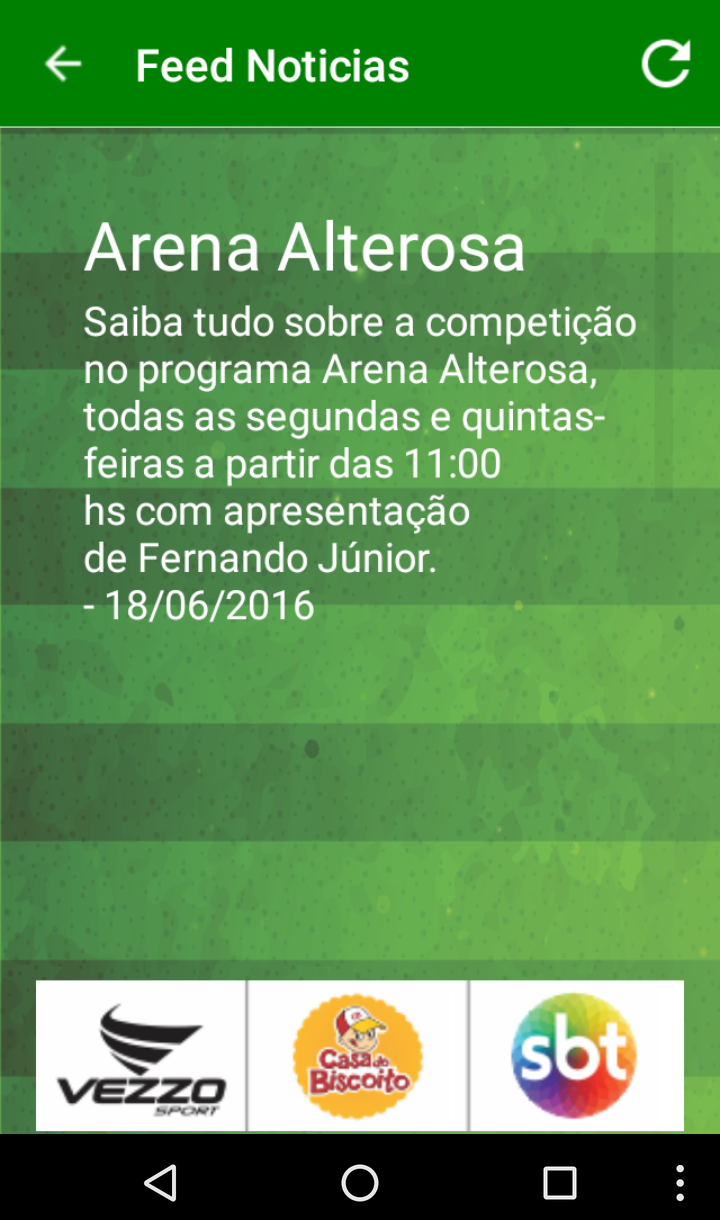 Feed Noticias
Arena Alterosa
Saiba tudo sobre a competição
no programa Arena Alterosa,
todas as segundas e quintas-
feiras a partir das 11:00
hs com apresentação
de Fernando Júnior.
- 18/06/2016
VEZZO
SPORT
Casa do
Biscoito
sbt